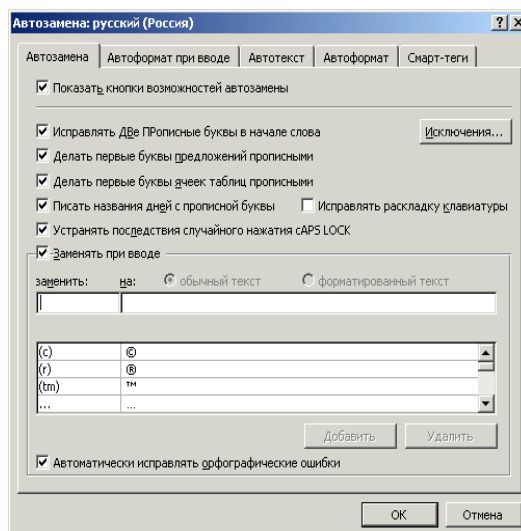 Автозамена: русский (Россия)
Автозамена Автоформат при вводе Автотекст Автоформат Смарт-теги
Показать кнопки возможностей автозамены
Исправлять ДВе ПРописные буквы в начале слова Исключения...
Делать первые буквы предложений прописными
Делать первые буквы ячеек таблиц прописными
Писать названия дней с прописной буквы Исправлять раскладку клавиатуры
Устранять последствия случайного нажатия cAPS LOCK
Заменять при вводе
заменить: на: обычный текст форматированный текст
(c) ©
(r) ®
(tm) ™
... …
Добавить Удалить
Автоматически исправлять орфографические ошибки
ОК Отмена